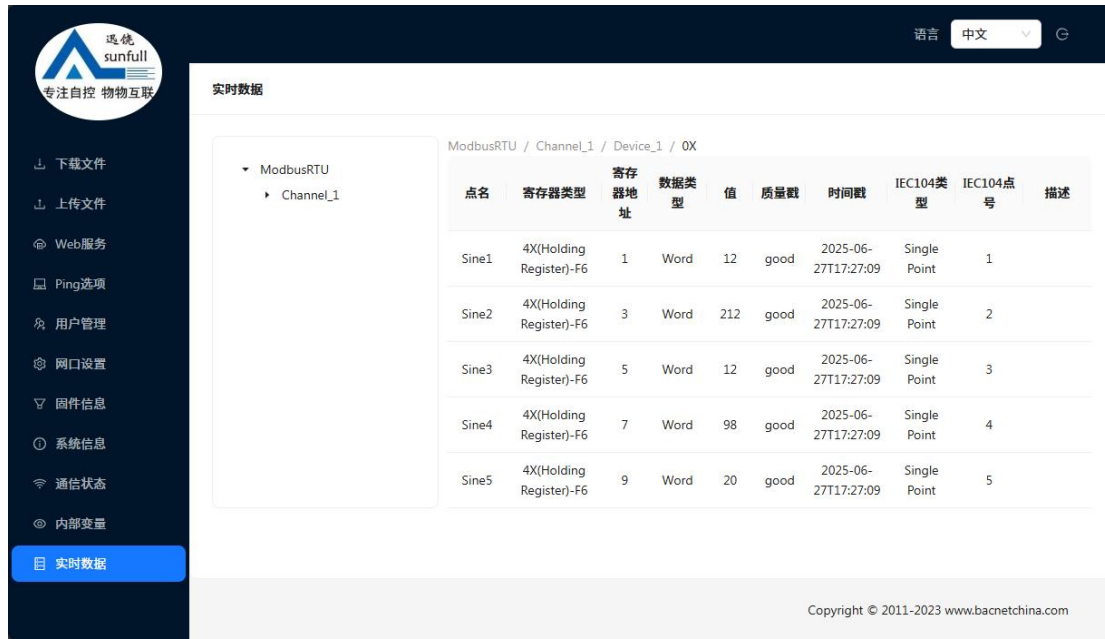 迅饶
sunfull
专注自控 物物互联
语言 中文
实时数据
下载文件
上传文件
Web服务
Ping选项
用户管理
网口设置
固件信息
系统信息
通信状态
内部变量
实时数据
ModbusRTU
Channel_1
ModbusRTU / Channel_1 / Device_1 / 0X
点名 寄存器类型 寄存器地址 数据类型 值 质量戳 时间戳 IEC104类型 IEC104点号 描述
Sine1 4X(Holding Register)-F6 1 Word 12 good 2025-06-27T17:27:09 Single Point 1
Sine2 4X(Holding Register)-F6 3 Word 212 good 2025-06-27T17:27:09 Single Point 2
Sine3 4X(Holding Register)-F6 5 Word 12 good 2025-06-27T17:27:09 Single Point 3
Sine4 4X(Holding Register)-F6 7 Word 98 good 2025-06-27T17:27:09 Single Point 4
Sine5 4X(Holding Register)-F6 9 Word 20 good 2025-06-27T17:27:09 Single Point 5
Copyright © 2011-2023 www.bacnetchina.com